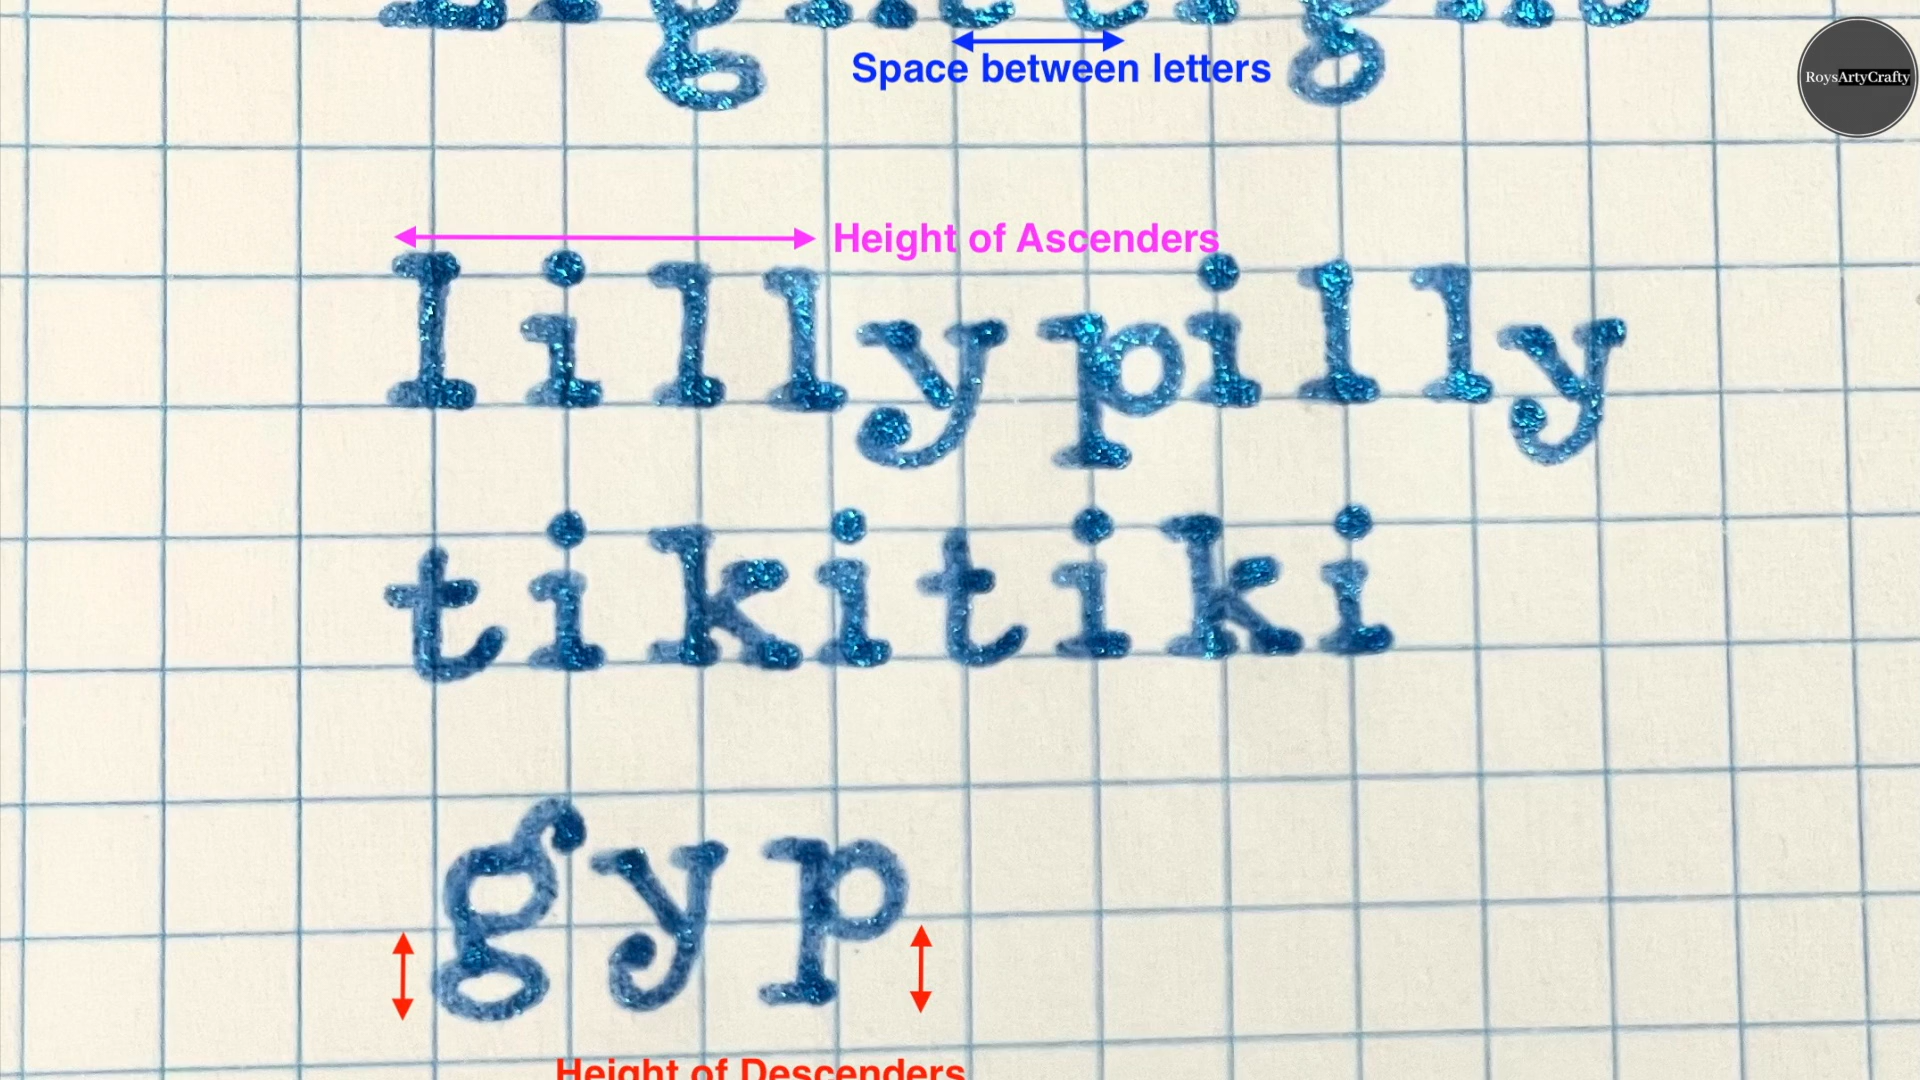 Space between letters
RoysArtyCrafty
Height of Ascenders
lillypilly
tikitiki
gyp
Height of Descenders